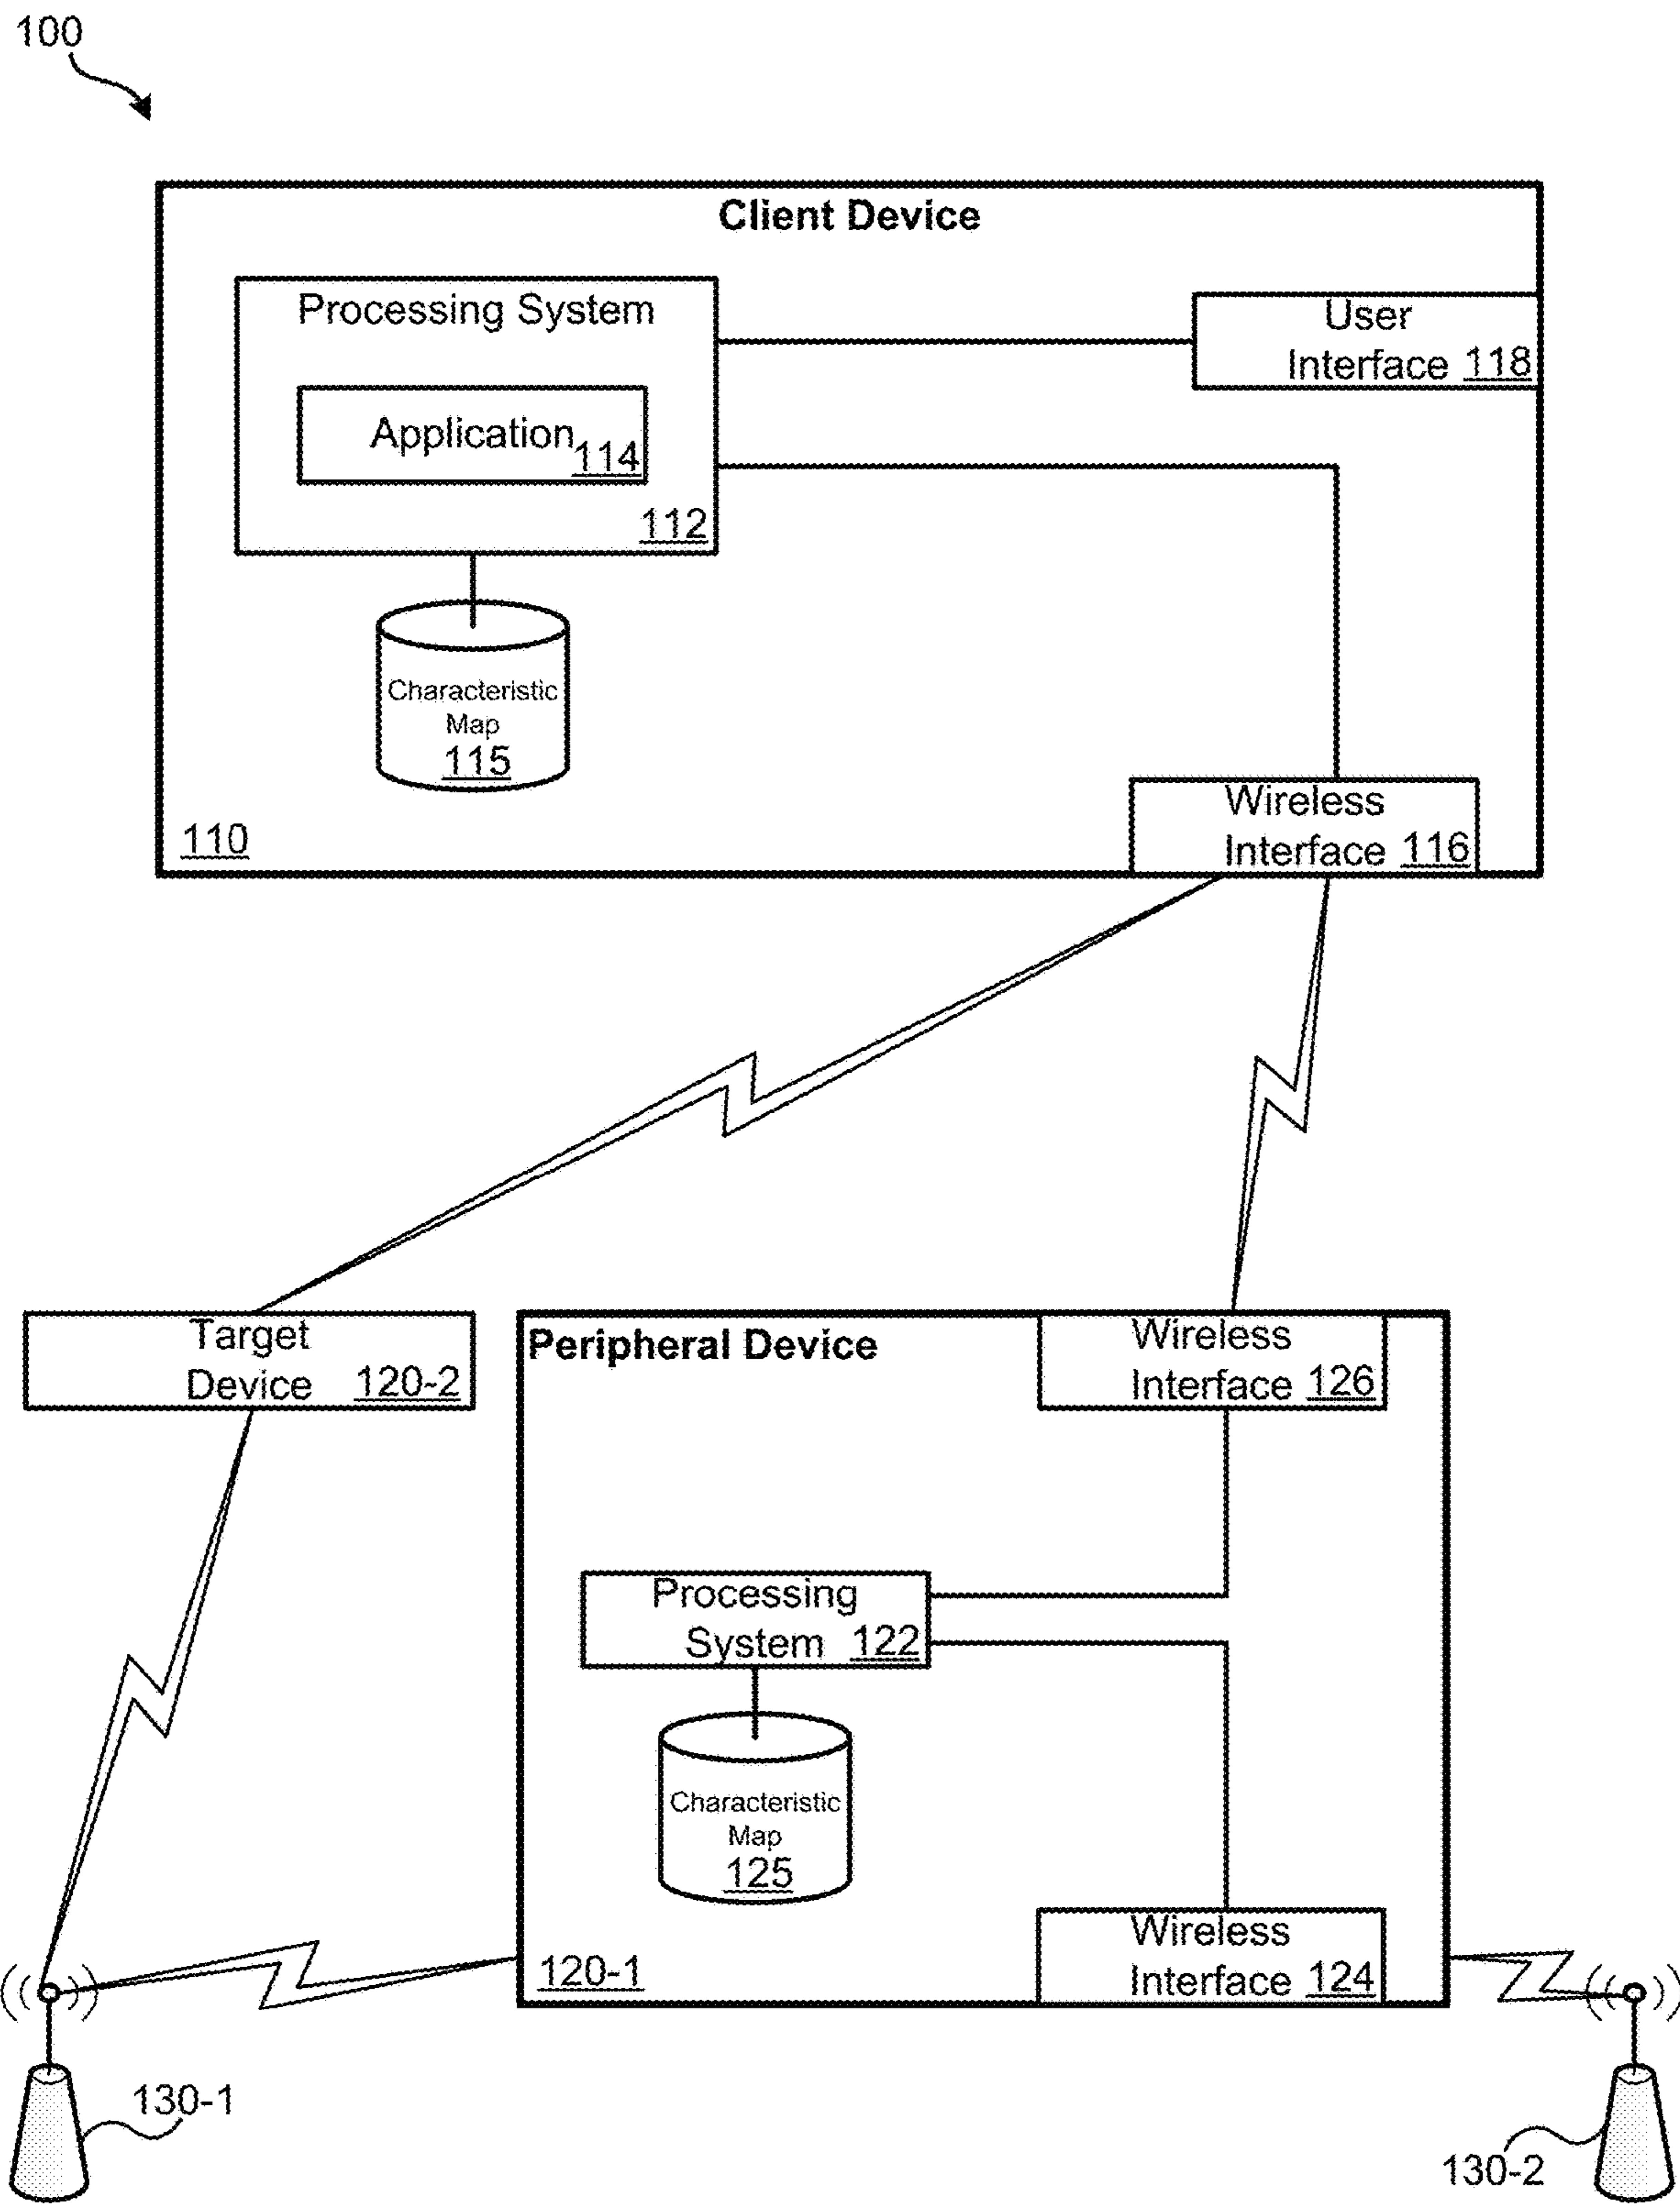 100
Client Device
Processing System
Application 114
112
User
Interface 118
Characteristic
Map
115
110
Wireless
Interface 116
Target
Device 120-2
Peripheral Device
Wireless
Interface 126
Processing
System 122
Characteristic
Map
125
120-1
Wireless
Interface 124
130-1
130-2